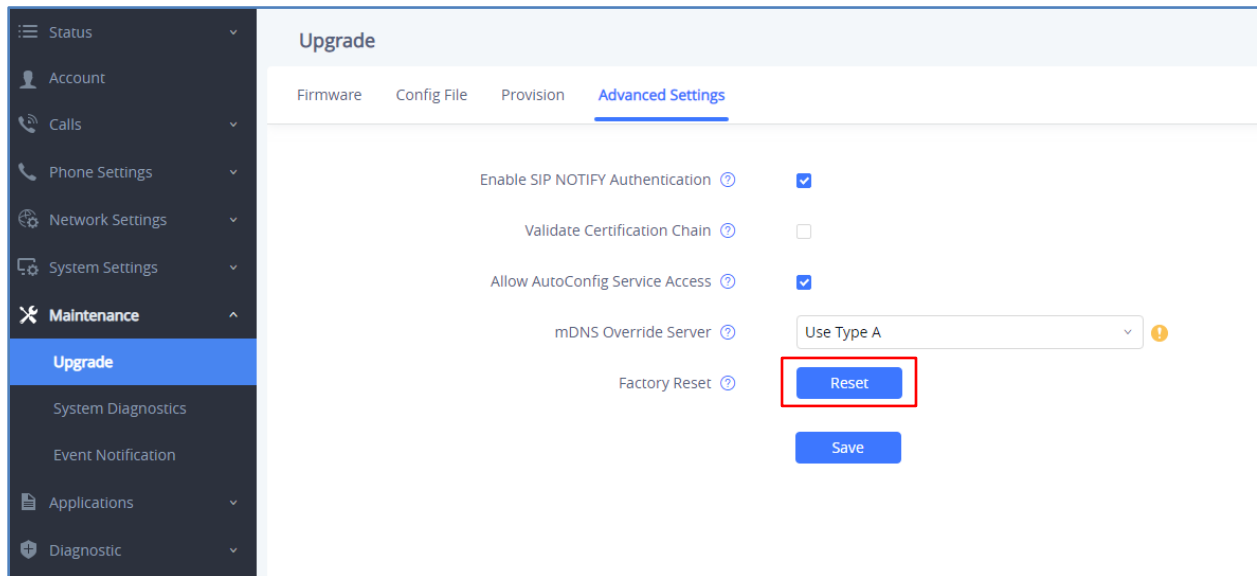 Status
Account
Calls
Phone Settings
Network Settings
System Settings
Maintenance
Upgrade
System Diagnostics
Event Notification
Applications
Diagnostic
Upgrade
Firmware Config File Provision Advanced Settings
Enable SIP NOTIFY Authentication
Validate Certification Chain
Allow AutoConfig Service Access
mDNS Override Server Use Type A
Factory Reset Reset
Save